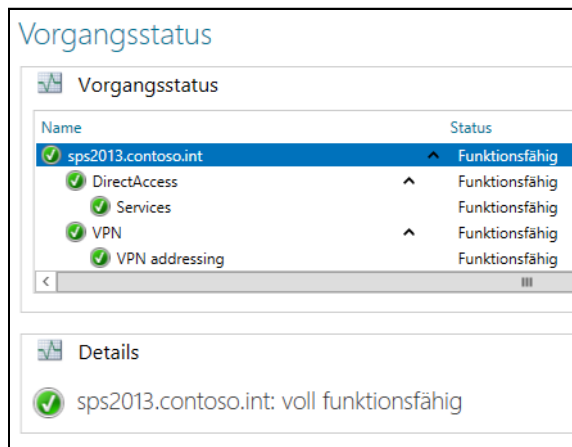 Vorgangsstatus
Vorgangsstatus
Name Status
sps2013.contoso.int Funktionsfähig
DirectAccess Funktionsfähig
Services Funktionsfähig
VPN Funktionsfähig
VPN addressing Funktionsfähig
Details
sps2013.contoso.int: voll funktionsfähig